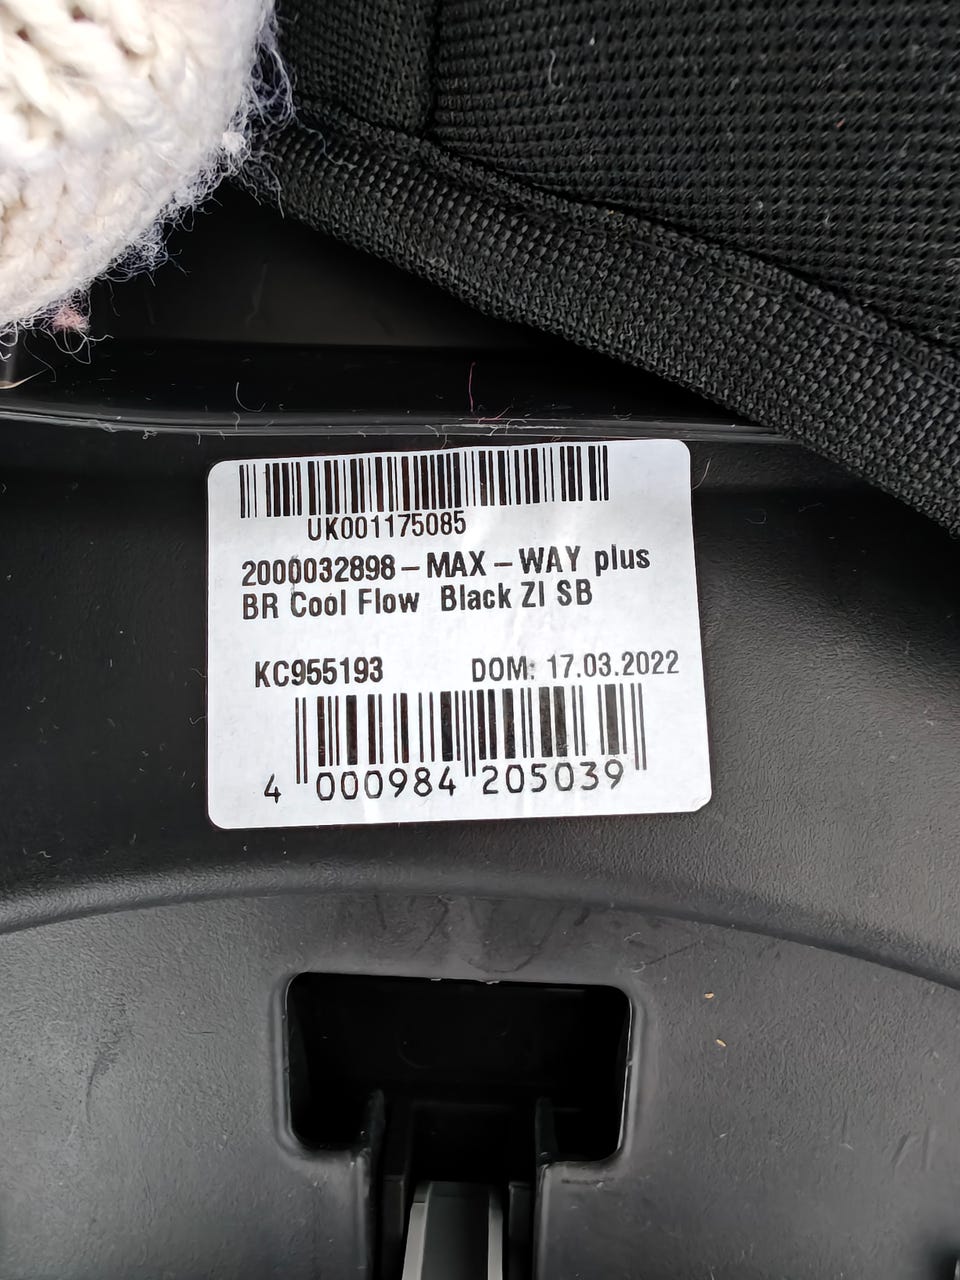 UK001175085
2000032898 – MAX – WAY plus
BR Cool Flow Black ZI SB
KC955193 DOM: 17.03.2022
4 000984 205039